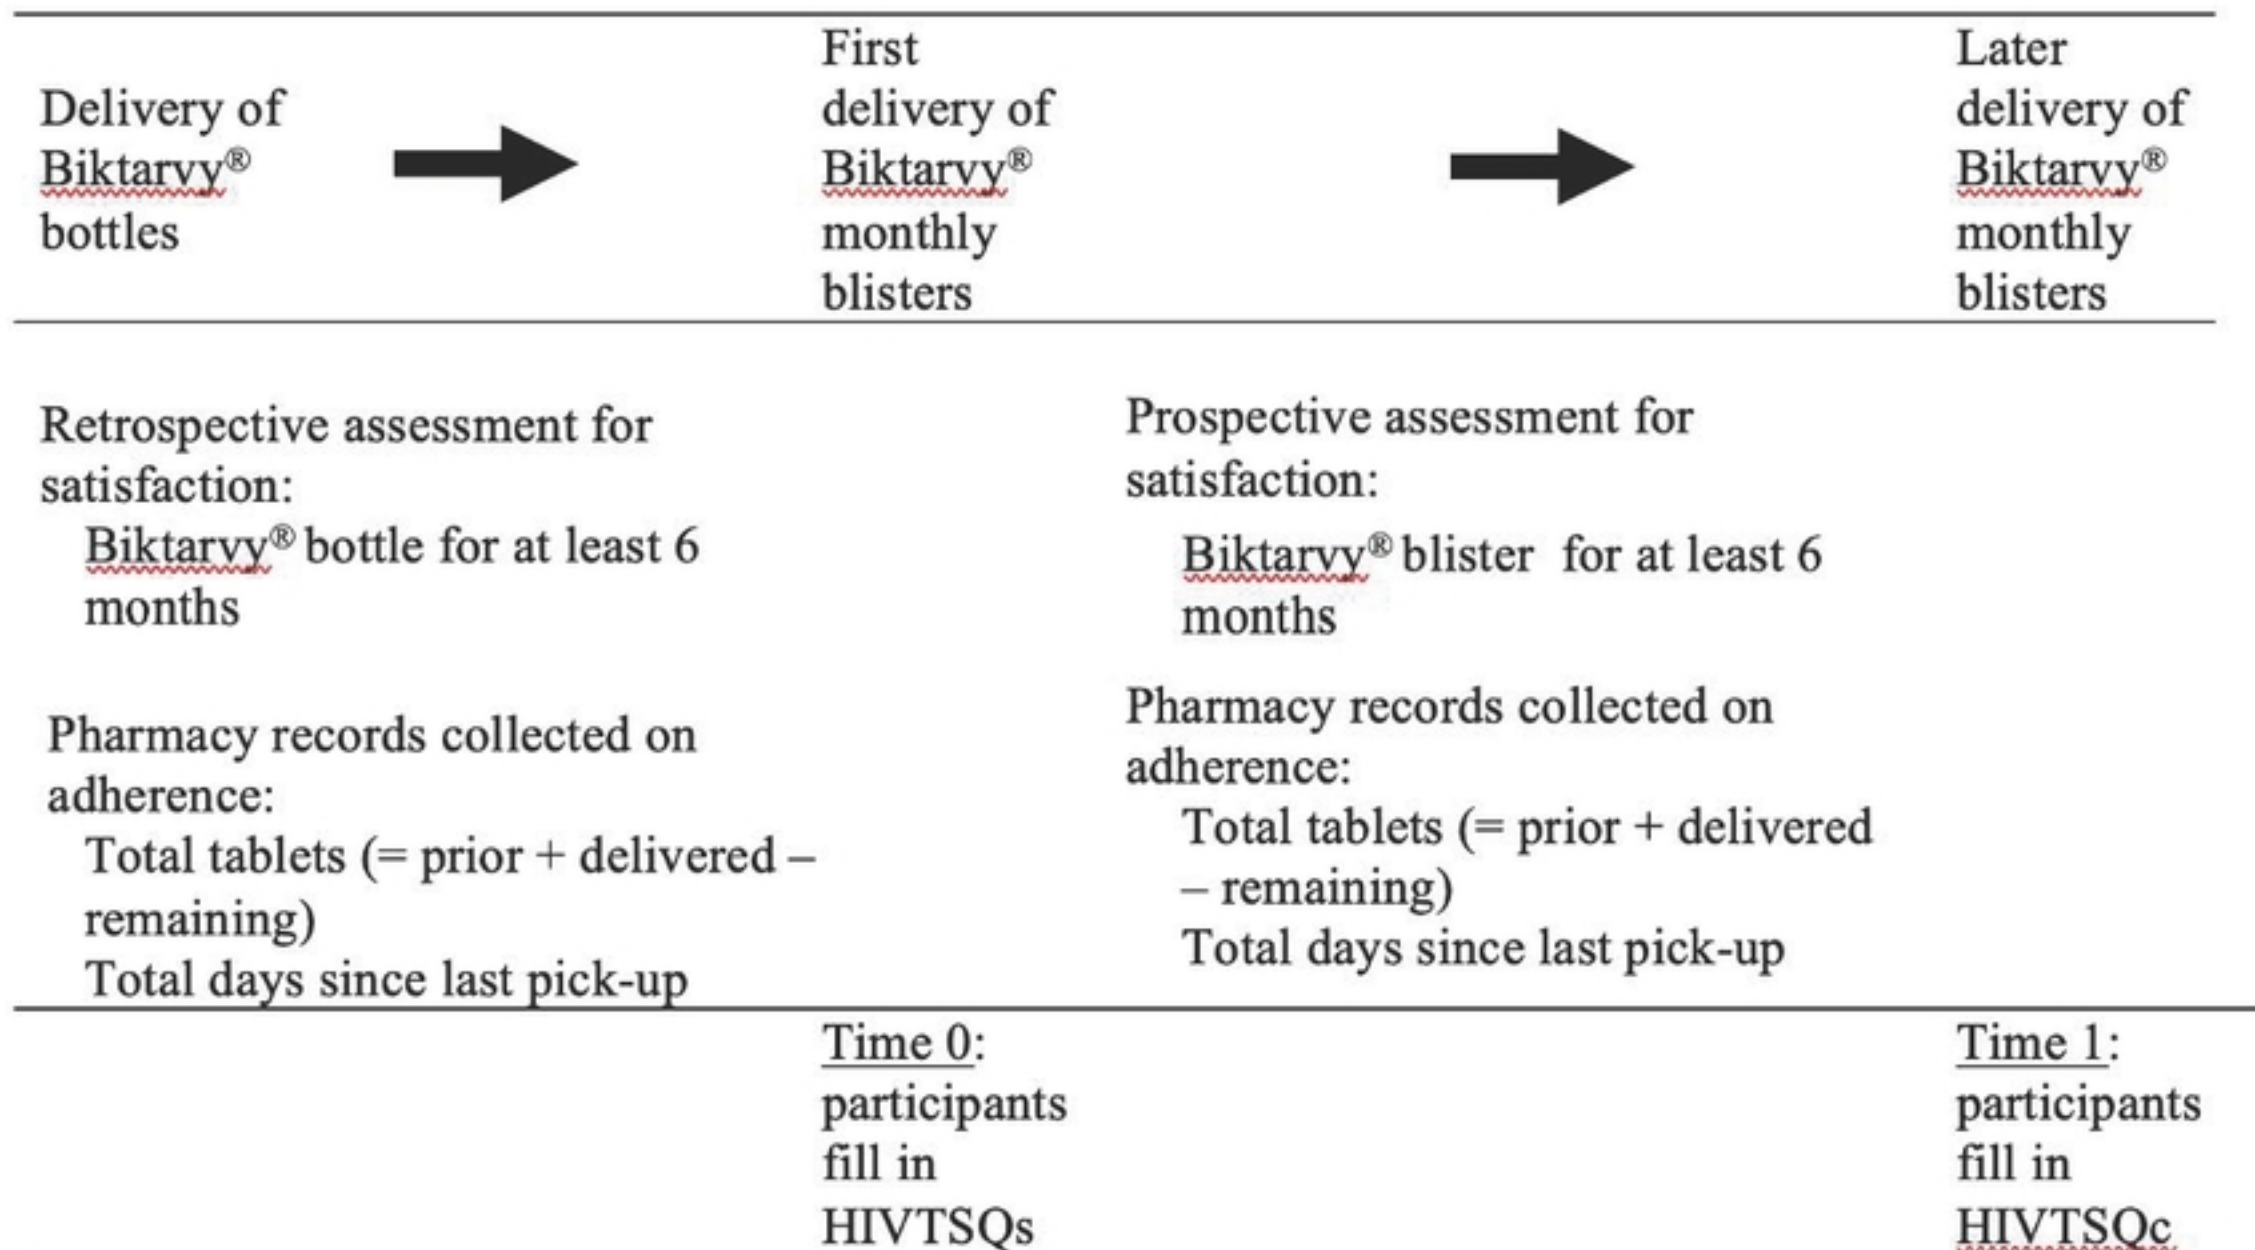 Delivery of
Biktarvy®
bottles
First
delivery of
Biktarvy®
monthly
blisters
Later
delivery of
Biktarvy®
monthly
blisters
Retrospective assessment for
satisfaction:
Biktarvy® bottle for at least 6
months
Pharmacy records collected on
adherence:
Total tablets (= prior + delivered –
remaining)
Total days since last pick-up
Prospective assessment for
satisfaction:
Biktarvy® blister for at least 6
months
Pharmacy records collected on
adherence:
Total tablets (= prior + delivered
– remaining)
Total days since last pick-up
Time 0:
participants
fill in
HIVTSQs
Time 1:
participants
fill in
HIVTSQc